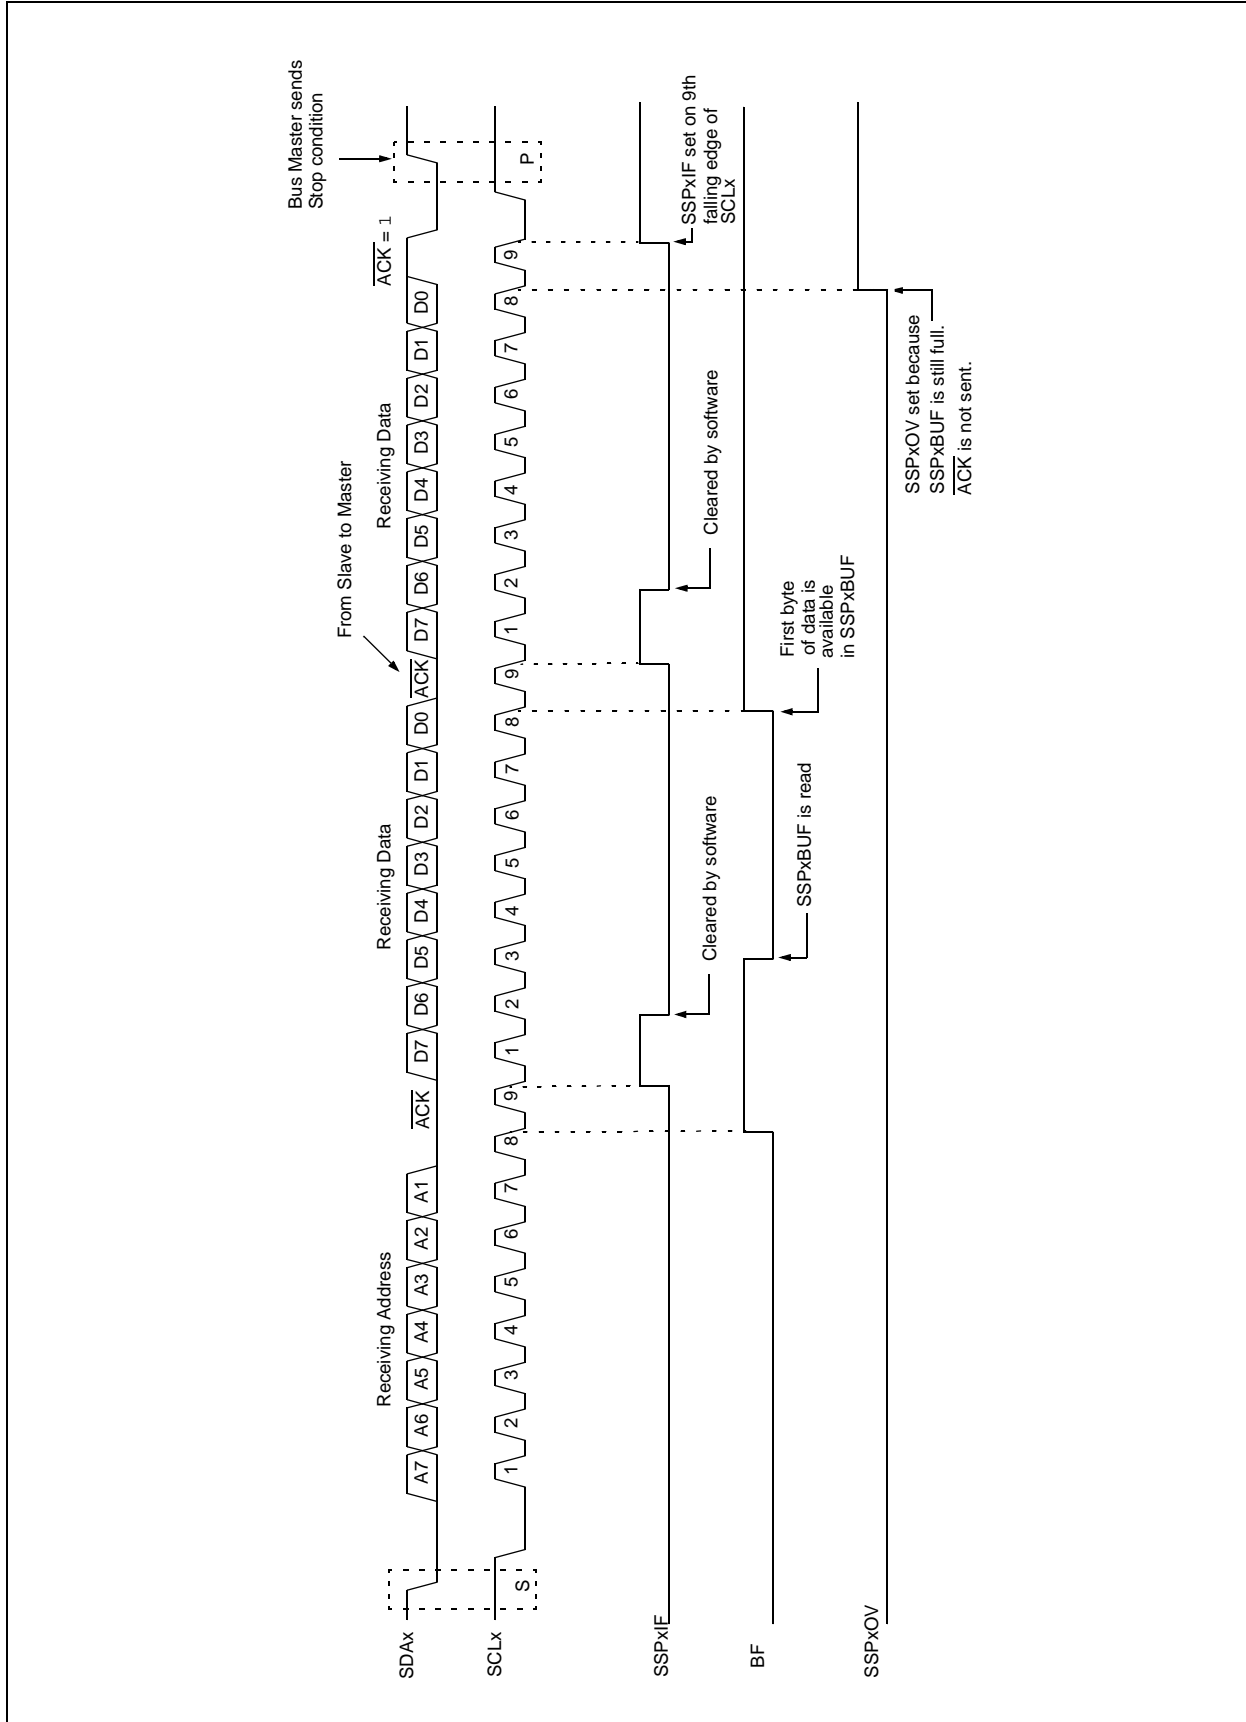 Bus Master sends
Stop condition
From Slave to Master
Receiving Address
Receiving Data
Receiving Data
ACK = 1
SDAx
A7 A6 A5 A4 A3 A2 A1 ACK D7 D6 D5 D4 D3 D2 D1 D0 ACK D7 D6 D5 D4 D3 D2 D1 D0
SCLx
S 1 2 3 4 5 6 7 8 9 1 2 3 4 5 6 7 8 9 1 2 3 4 5 6 7 8 9 P
SSPxIF
Cleared by software
Cleared by software
SSPxIF set on 9th
falling edge of
SCLx
BF
SSPxBUF is read
First byte
of data is
available
in SSPxBUF
SSPxOV
SSPxOV set because
SSPxBUF is still full.
ACK is not sent.